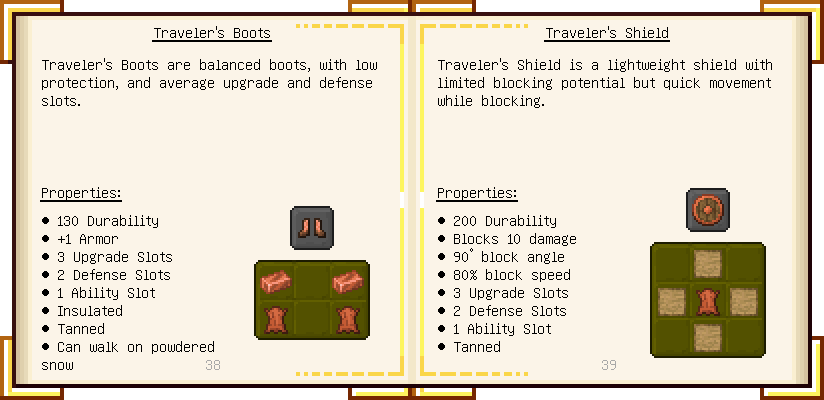 Traveler's Boots
Traveler's Boots are balanced boots, with low
protection, and average upgrade and defense
slots.
Properties:
● 130 Durability
● +1 Armor
● 3 Upgrade Slots
● 2 Defense Slots
● 1 Ability Slot
● Insulated
● Tanned
● Can walk on powdered
snow
38
Traveler's Shield
Traveler's Shield is a lightweight shield with
limited blocking potential but quick movement
while blocking.
Properties:
● 200 Durability
● Blocks 10 damage
● 90° block angle
● 80% block speed
● 3 Upgrade Slots
● 2 Defense Slots
● 1 Ability Slot
● Tanned
39